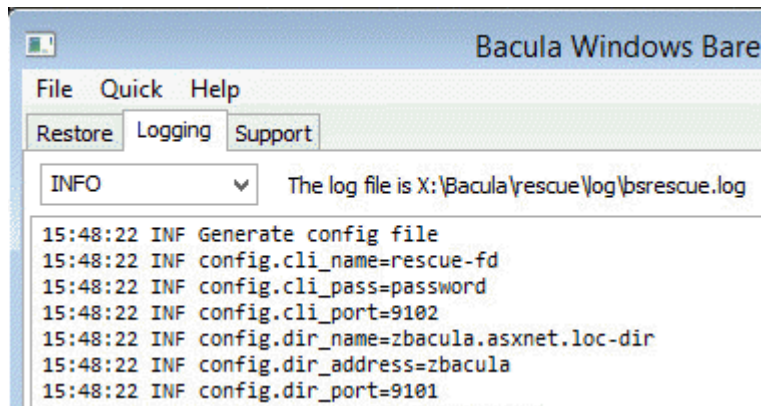 Bacula Windows Bare
File Quick Help
Restore Logging Support
INFO The log file is X:\Bacula\rescue\log\bsrescue.log
15:48:22 INF Generate config file
15:48:22 INF config.cli_name=rescue-fd
15:48:22 INF config.cli_pass=password
15:48:22 INF config.cli_port=9102
15:48:22 INF config.dir_name=zbacula.asxnet.loc-dir
15:48:22 INF config.dir_address=zbacula
15:48:22 INF config.dir_port=9101